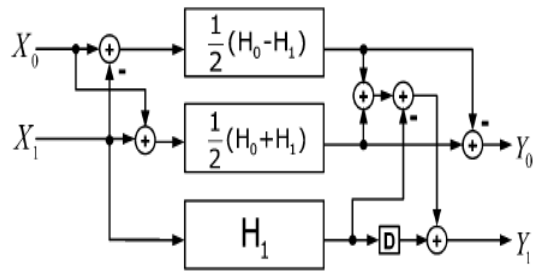 X₀
1/2(H₀-H₁)
X₁
1/2(H₀+H₁)
Y₀
H₁
D
Y₁